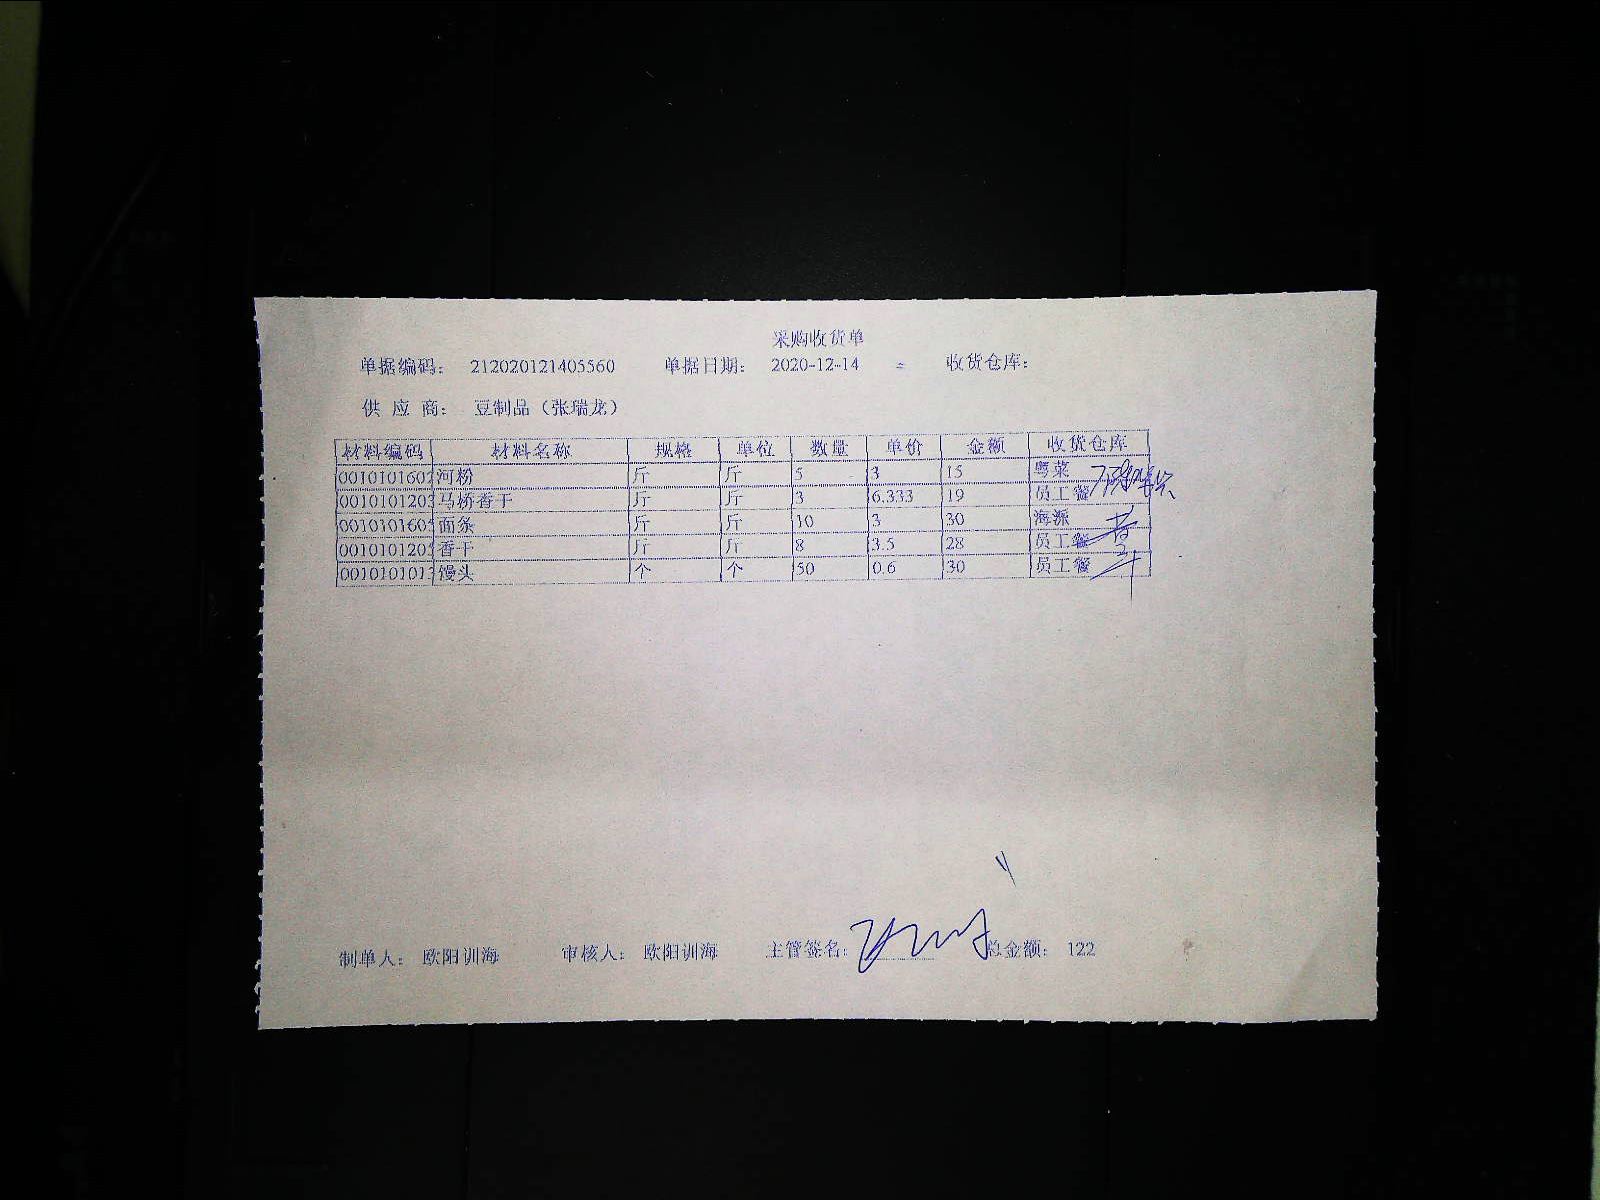 采购收货单
单据编码： 212020121405560 单据日期： 2020-12-14 = 收货仓库：
供 应 商： 豆制品（张瑞龙）
材料编码 材料名称 规格 单位 数量 单价 金额 收货仓库
0010101602 河粉 斤 斤 5 3 15 粤菜
0010101203 马桥香干 斤 斤 3 6.333 19 员工餐
0010101605 面条 斤 斤 10 3 30 海派
0010101205 香干 斤 斤 8 3.5 28 员工餐
0010101013 馒头 个 个 50 0.6 30 员工餐
制单人： 欧阳训海 审核人： 欧阳训海 主管签名： 总金额： 122